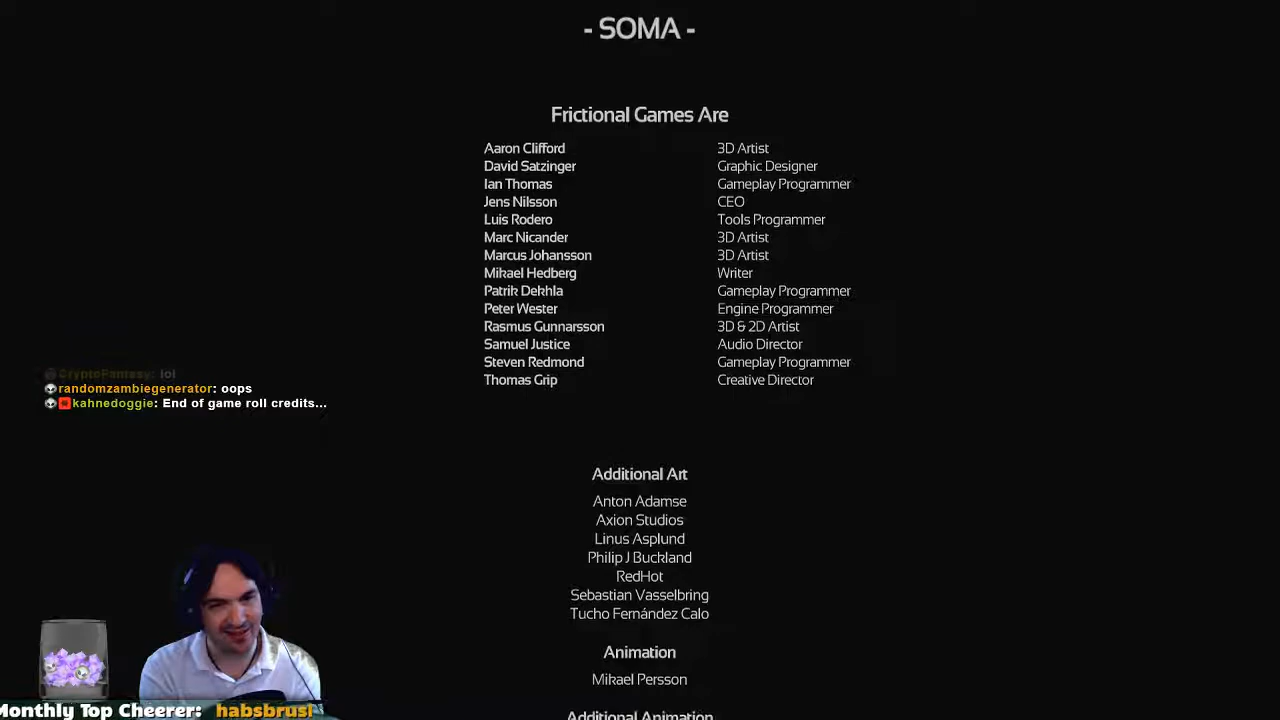 - SOMA -
Frictional Games Are
Aaron Clifford 3D Artist
David Satzinger Graphic Designer
Ian Thomas Gameplay Programmer
Jens Nilsson CEO
Luis Rodero Tools Programmer
Marc Nicander 3D Artist
Marcus Johansson 3D Artist
Mikael Hedberg Writer
Patrik Dekhla Gameplay Programmer
Peter Wester Engine Programmer
Rasmus Gunnarsson 3D & 2D Artist
Samuel Justice Audio Director
Steven Redmond Gameplay Programmer
Thomas Grip Creative Director
CryptoFantasy: lol
randomzambiegenerator: oops
kahnedoggie: End of game roll credits...
Additional Art
Anton Adamse
Axion Studios
Linus Asplund
Philip J Buckland
RedHot
Sebastian Vasselbring
Tucho Fernández Calo
Animation
Mikael Persson
Additional Animation
Monthly Top Cheerer: habsbrusl